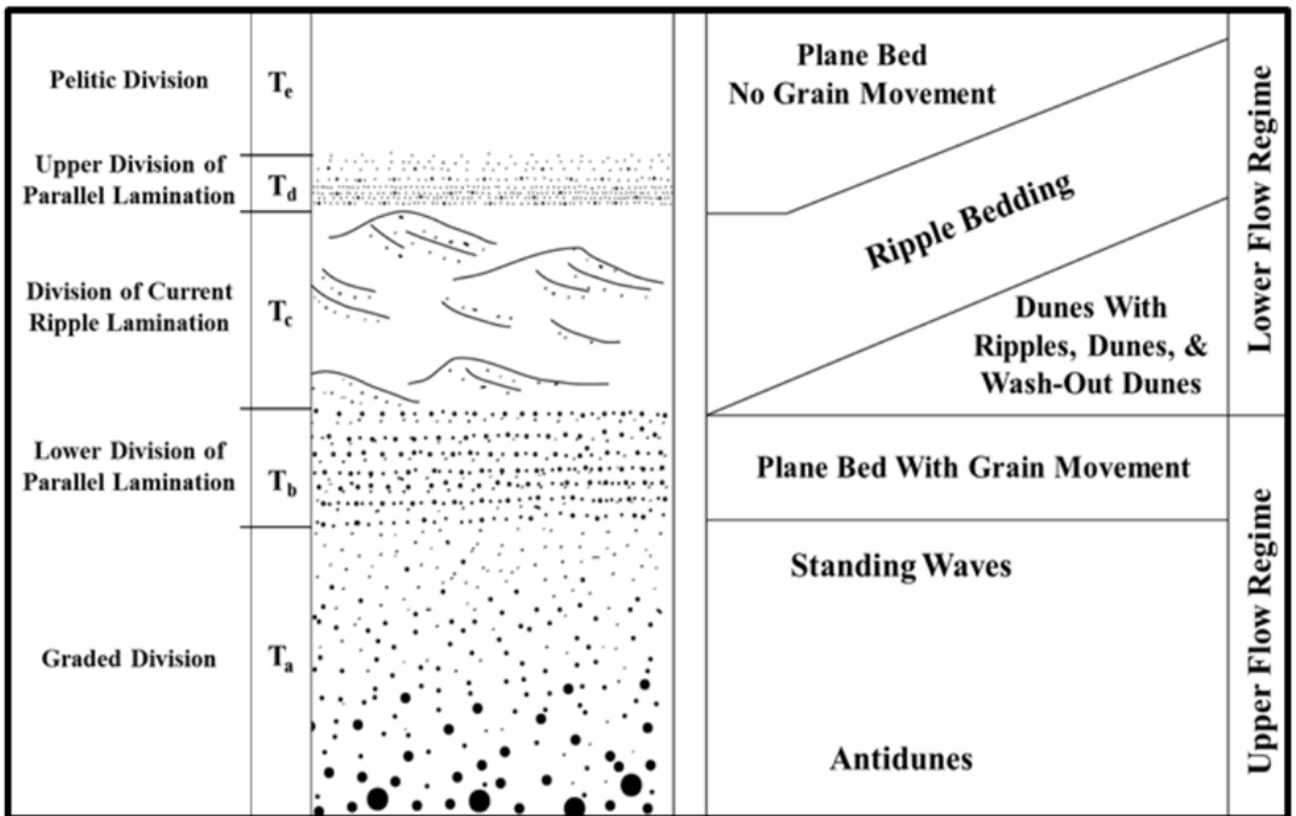 Pelitic Division
Te
Upper Division of
Parallel Lamination
Td
Division of Current
Ripple Lamination
Tc
Lower Division of
Parallel Lamination
Tb
Graded Division
Ta
Plane Bed
No Grain Movement
Ripple Bedding
Dunes With
Ripples, Dunes, &
Wash-Out Dunes
Plane Bed With Grain Movement
Standing Waves
Antidunes
Lower Flow Regime
Upper Flow Regime